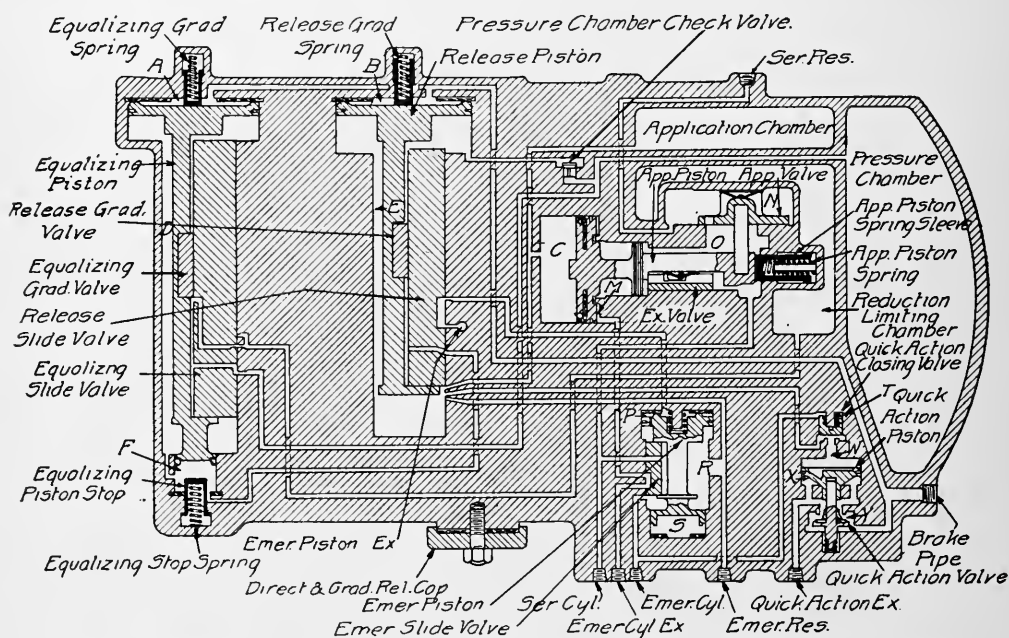 Equalizing Grad
Spring
Release Grad
Spring
Pressure Chamber Check Valve.
Release Piston
Ser. Res.
A
B
Application Chamber
Pressure
Chamber
Equalizing
Piston
Release Grad.
Valve
Equalizing
Grad. Valve
Release
Slide Valve
Equalizng
Slide Valve
D
E
App. Piston
App. Valve
N
C
O
M
Ex. Valve
App. Piston
Spring Sleeve
App. Piston
Spring
Reduction
Limiting
Chamber
Quick Action
Closing Valve
T
Quick
Action
Piston
P
R
S
W
X
Y
F
Equalizing
Piston Stop
Equalizing Stop Spring
Emer. Piston
Ex
Direct & Grad. Rel. Cap
Emer Piston
Emer Slide Valve
Ser Cyl.
Emer Cyl Ex
Emer. Cyl.
Emer. Res.
Quick Action Ex.
Quick Action Valve
Brake
Pipe